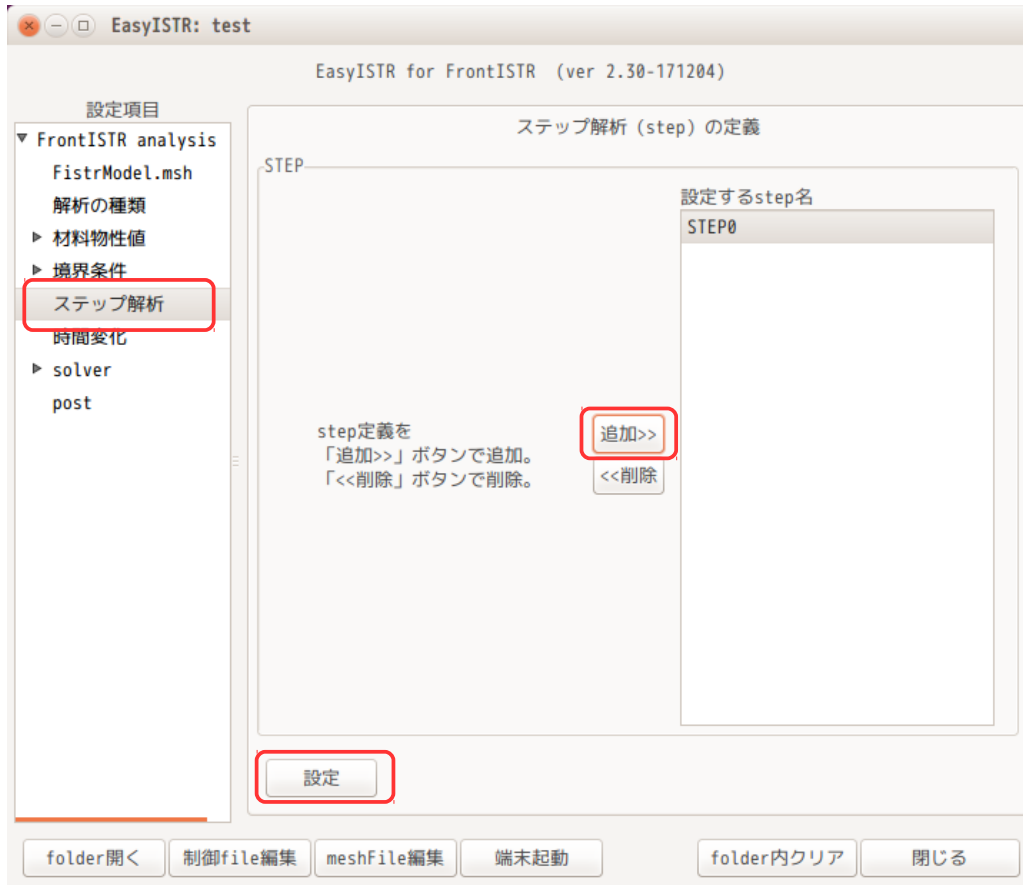 EasyISTR: test
EasyISTR for FrontISTR (ver 2.30-171204)
設定項目
FrontISTR analysis
FistrModel.msh
解析の種類
材料物性値
境界条件
ステップ解析
時間変化
solver
post
ステップ解析 (step) の定義
STEP
設定するstep名
STEP0
step定義を
「追加>>」ボタンで追加。
「<<削除」ボタンで削除。
追加>>
<<削除
設定
folder開く
制御file編集
meshFile編集
端末起動
folder内クリア
閉じる